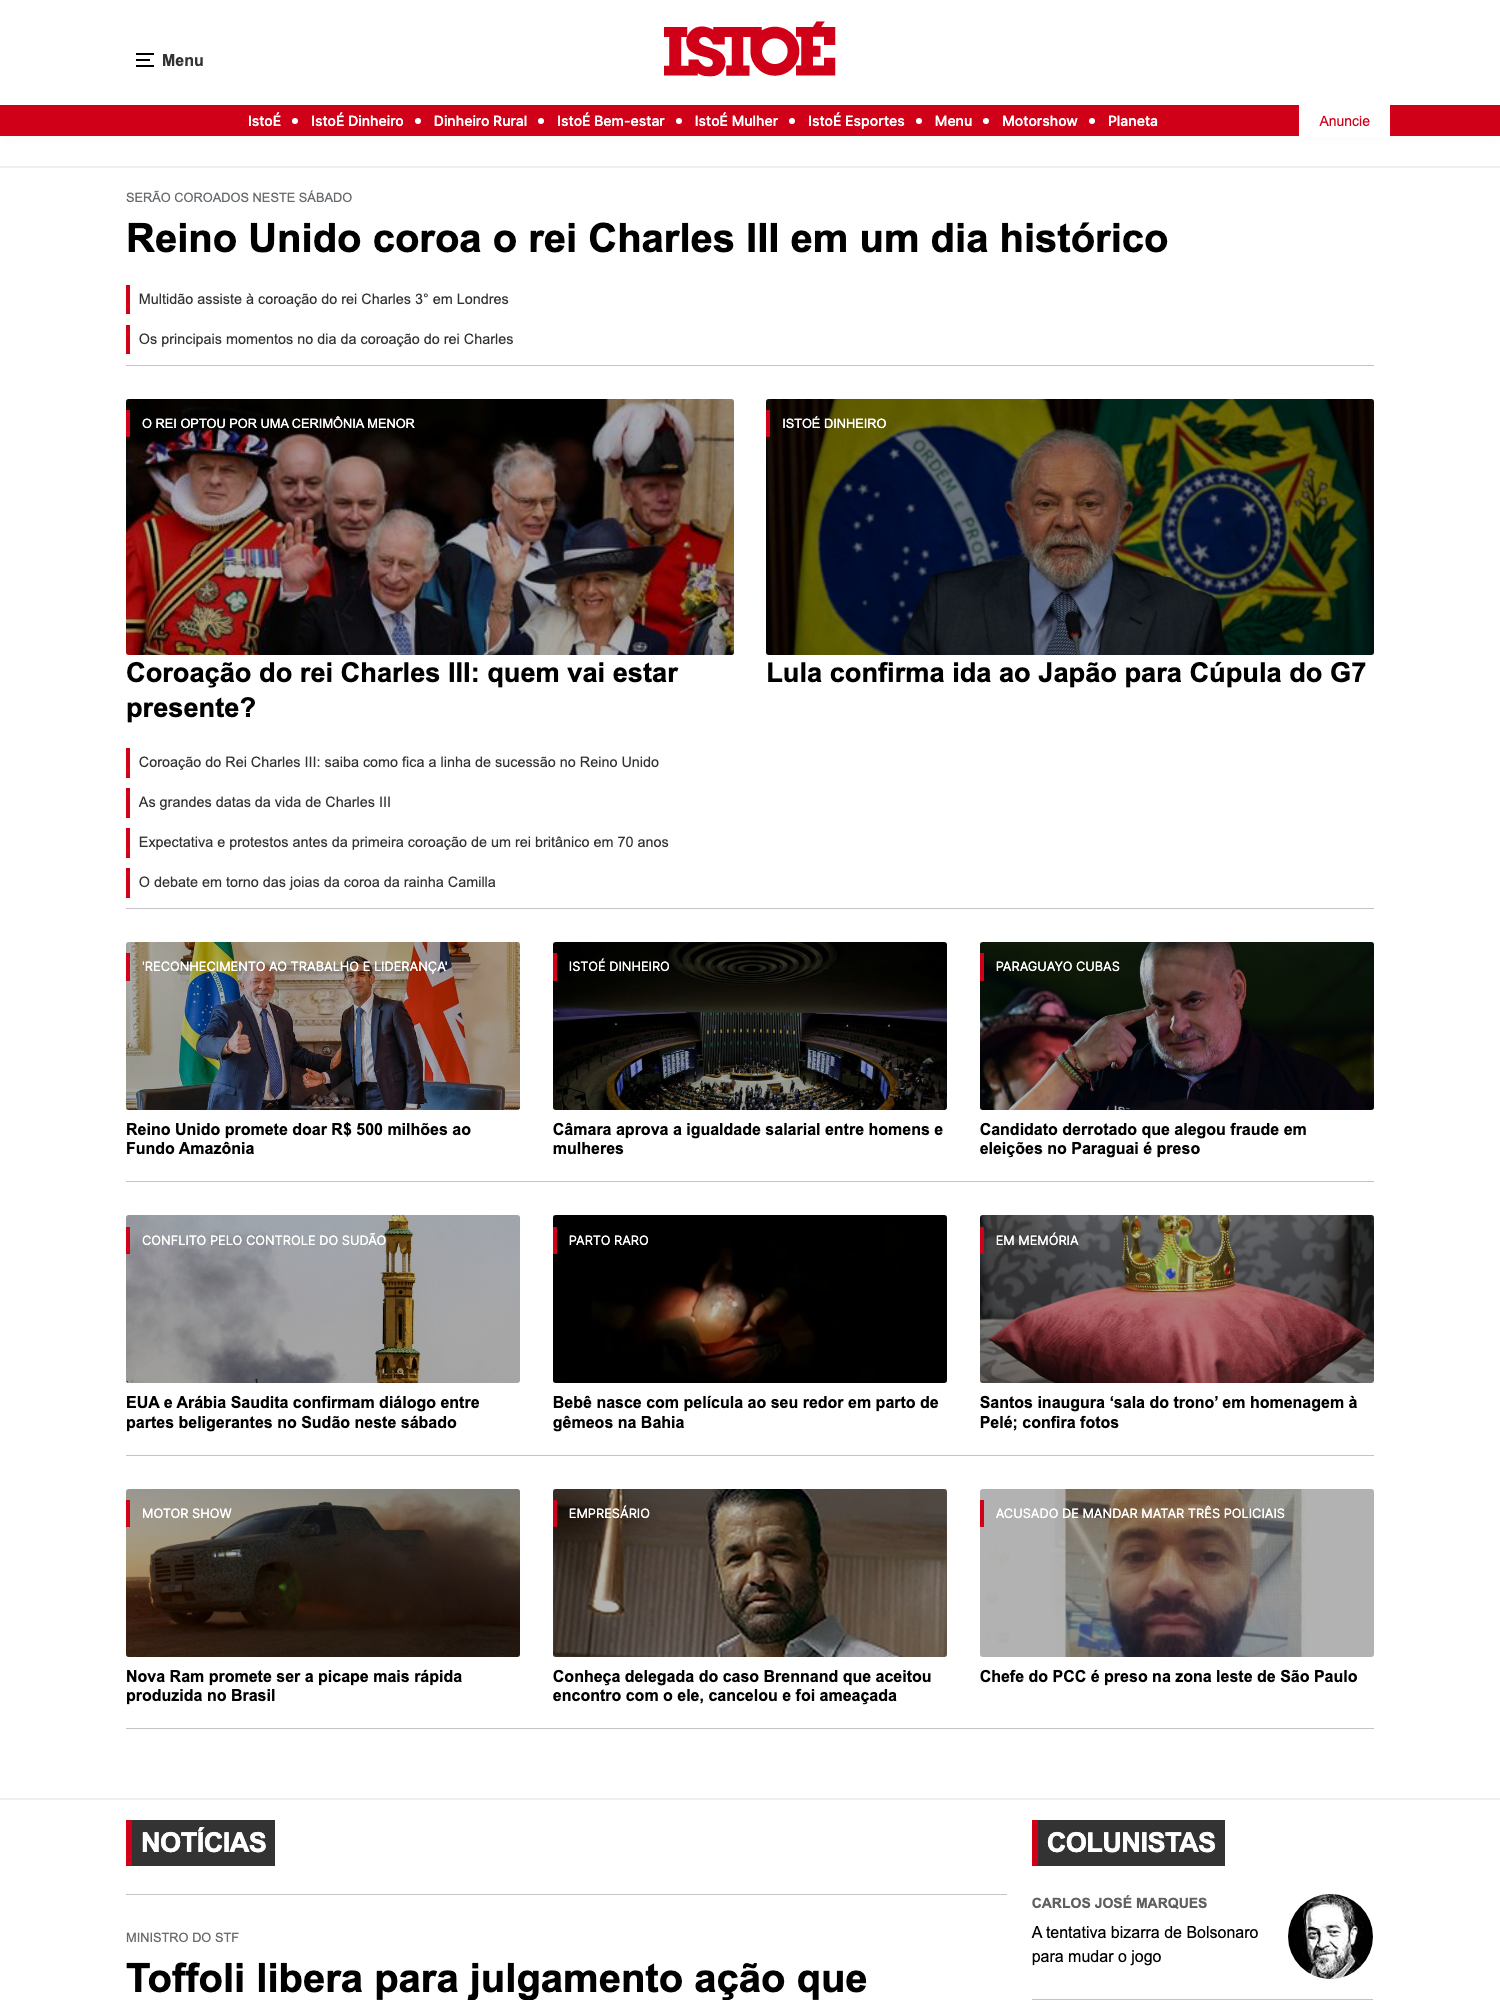 Menu
ISTOÉ
IstoÉ • IstoÉ Dinheiro • Dinheiro Rural • IstoÉ Bem-estar • IstoÉ Mulher • IstoÉ Esportes • Menu • Motorshow • Planeta
Anuncie
SERÃO COROADOS NESTE SÁBADO
Reino Unido coroa o rei Charles III em um dia histórico
Multidão assiste à coroação do rei Charles 3° em Londres
Os principais momentos no dia da coroação do rei Charles
O REI OPTOU POR UMA CERIMÔNIA MENOR
Coroação do rei Charles III: quem vai estar
presente?
Coroação do Rei Charles III: saiba como fica a linha de sucessão no Reino Unido
As grandes datas da vida de Charles III
Expectativa e protestos antes da primeira coroação de um rei britânico em 70 anos
O debate em torno das joias da coroa da rainha Camilla
ISTOÉ DINHEIRO
ORDEM E PROG
Lula confirma ida ao Japão para Cúpula do G7
'RECONHECIMENTO AO TRABALHO E LIDERANÇA'
Reino Unido promete doar R$ 500 milhões ao
Fundo Amazônia
ISTOÉ DINHEIRO
Câmara aprova a igualdade salarial entre homens e
mulheres
PARAGUAYO CUBAS
Candidato derrotado que alegou fraude em
eleições no Paraguai é preso
CONFLITO PELO CONTROLE DO SUDÃO
EUA e Arábia Saudita confirmam diálogo entre
partes beligerantes no Sudão neste sábado
PARTO RARO
Bebê nasce com película ao seu redor em parto de
gêmeos na Bahia
EM MEMÓRIA
Santos inaugura ‘sala do trono’ em homenagem à
Pelé; confira fotos
MOTOR SHOW
Nova Ram promete ser a picape mais rápida
produzida no Brasil
EMPRESÁRIO
Conheça delegada do caso Brennand que aceitou
encontro com o ele, cancelou e foi ameaçada
ACUSADO DE MANDAR MATAR TRÊS POLICIAIS
Chefe do PCC é preso na zona leste de São Paulo
NOTÍCIAS
MINISTRO DO STF
Toffoli libera para julgamento ação que
COLUNISTAS
CARLOS JOSÉ MARQUES
A tentativa bizarra de Bolsonaro
para mudar o jogo